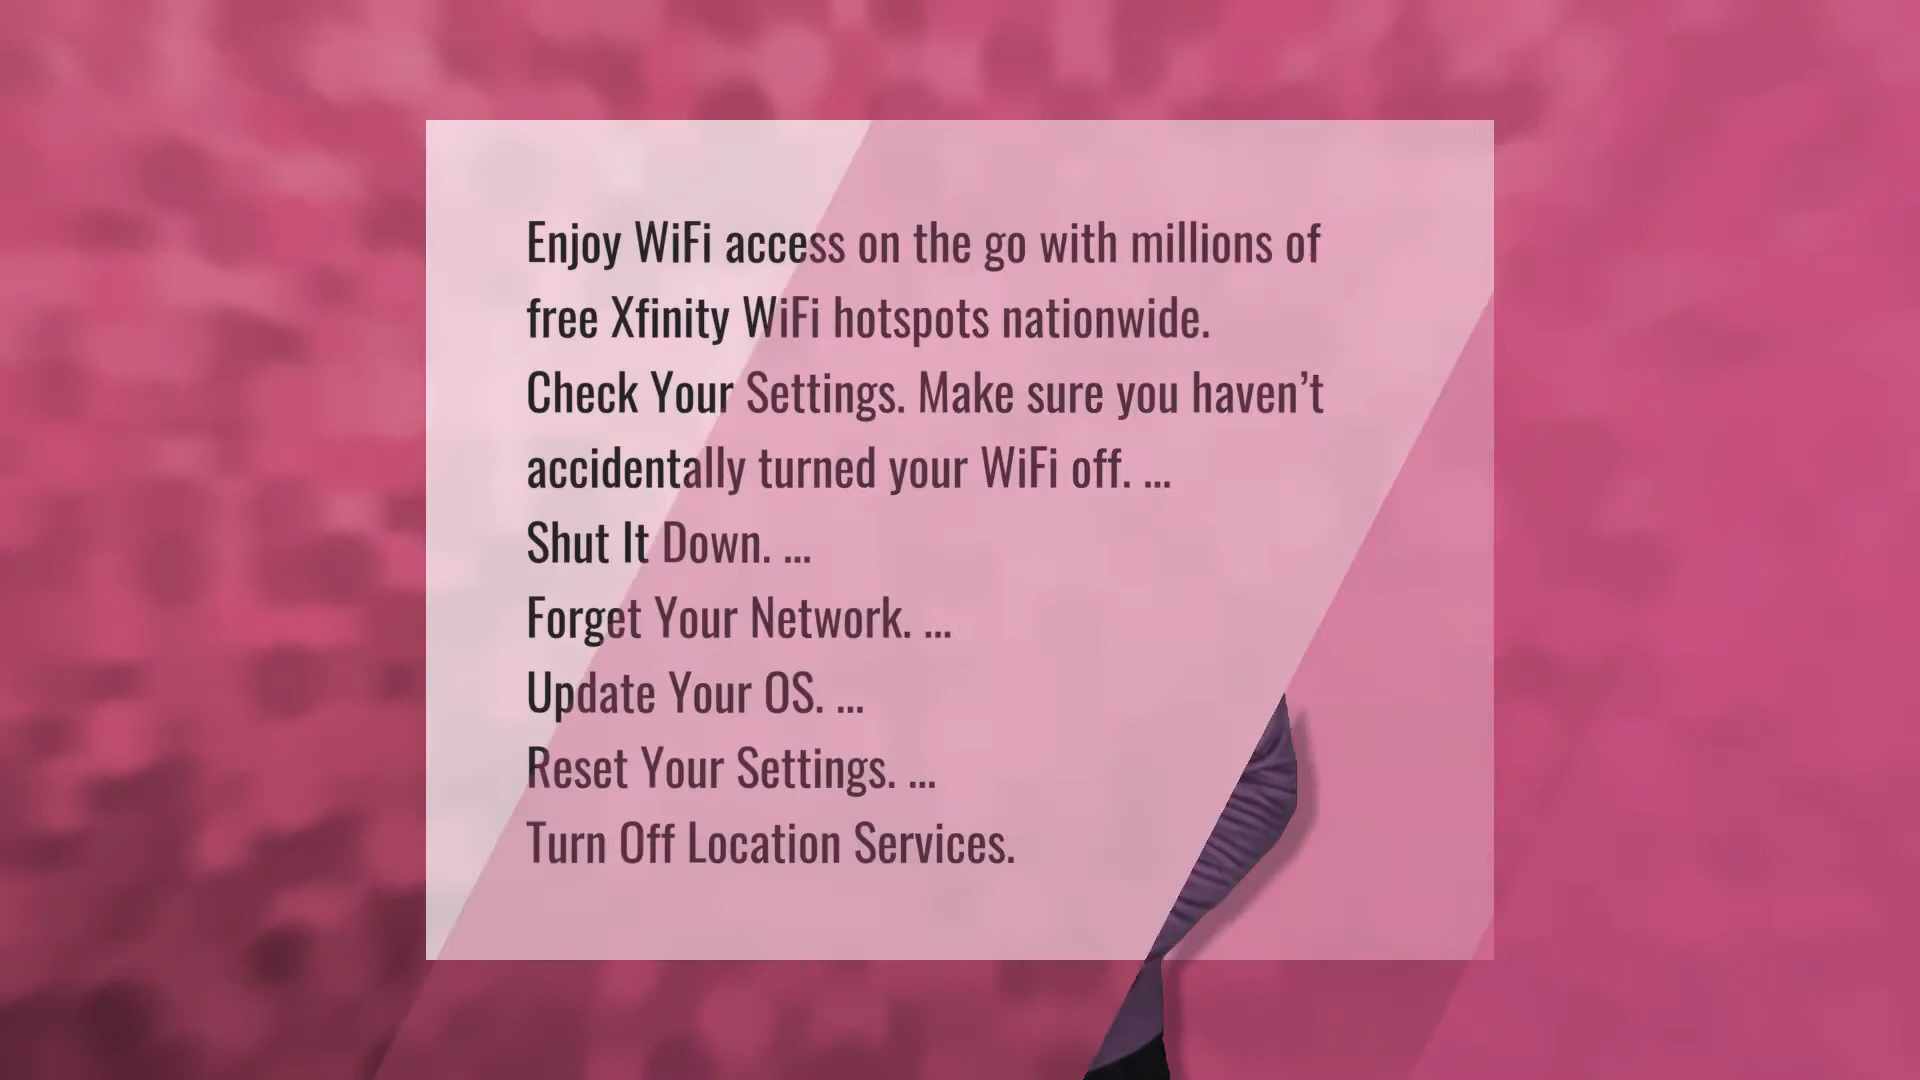 Enjoy WiFi access on the go with millions of
free Xfinity WiFi hotspots nationwide.
Check Your Settings. Make sure you haven’t
accidentally turned your WiFi off. ...
Shut It Down. ...
Forget Your Network. ...
Update Your OS. ...
Reset Your Settings. ...
Turn Off Location Services.